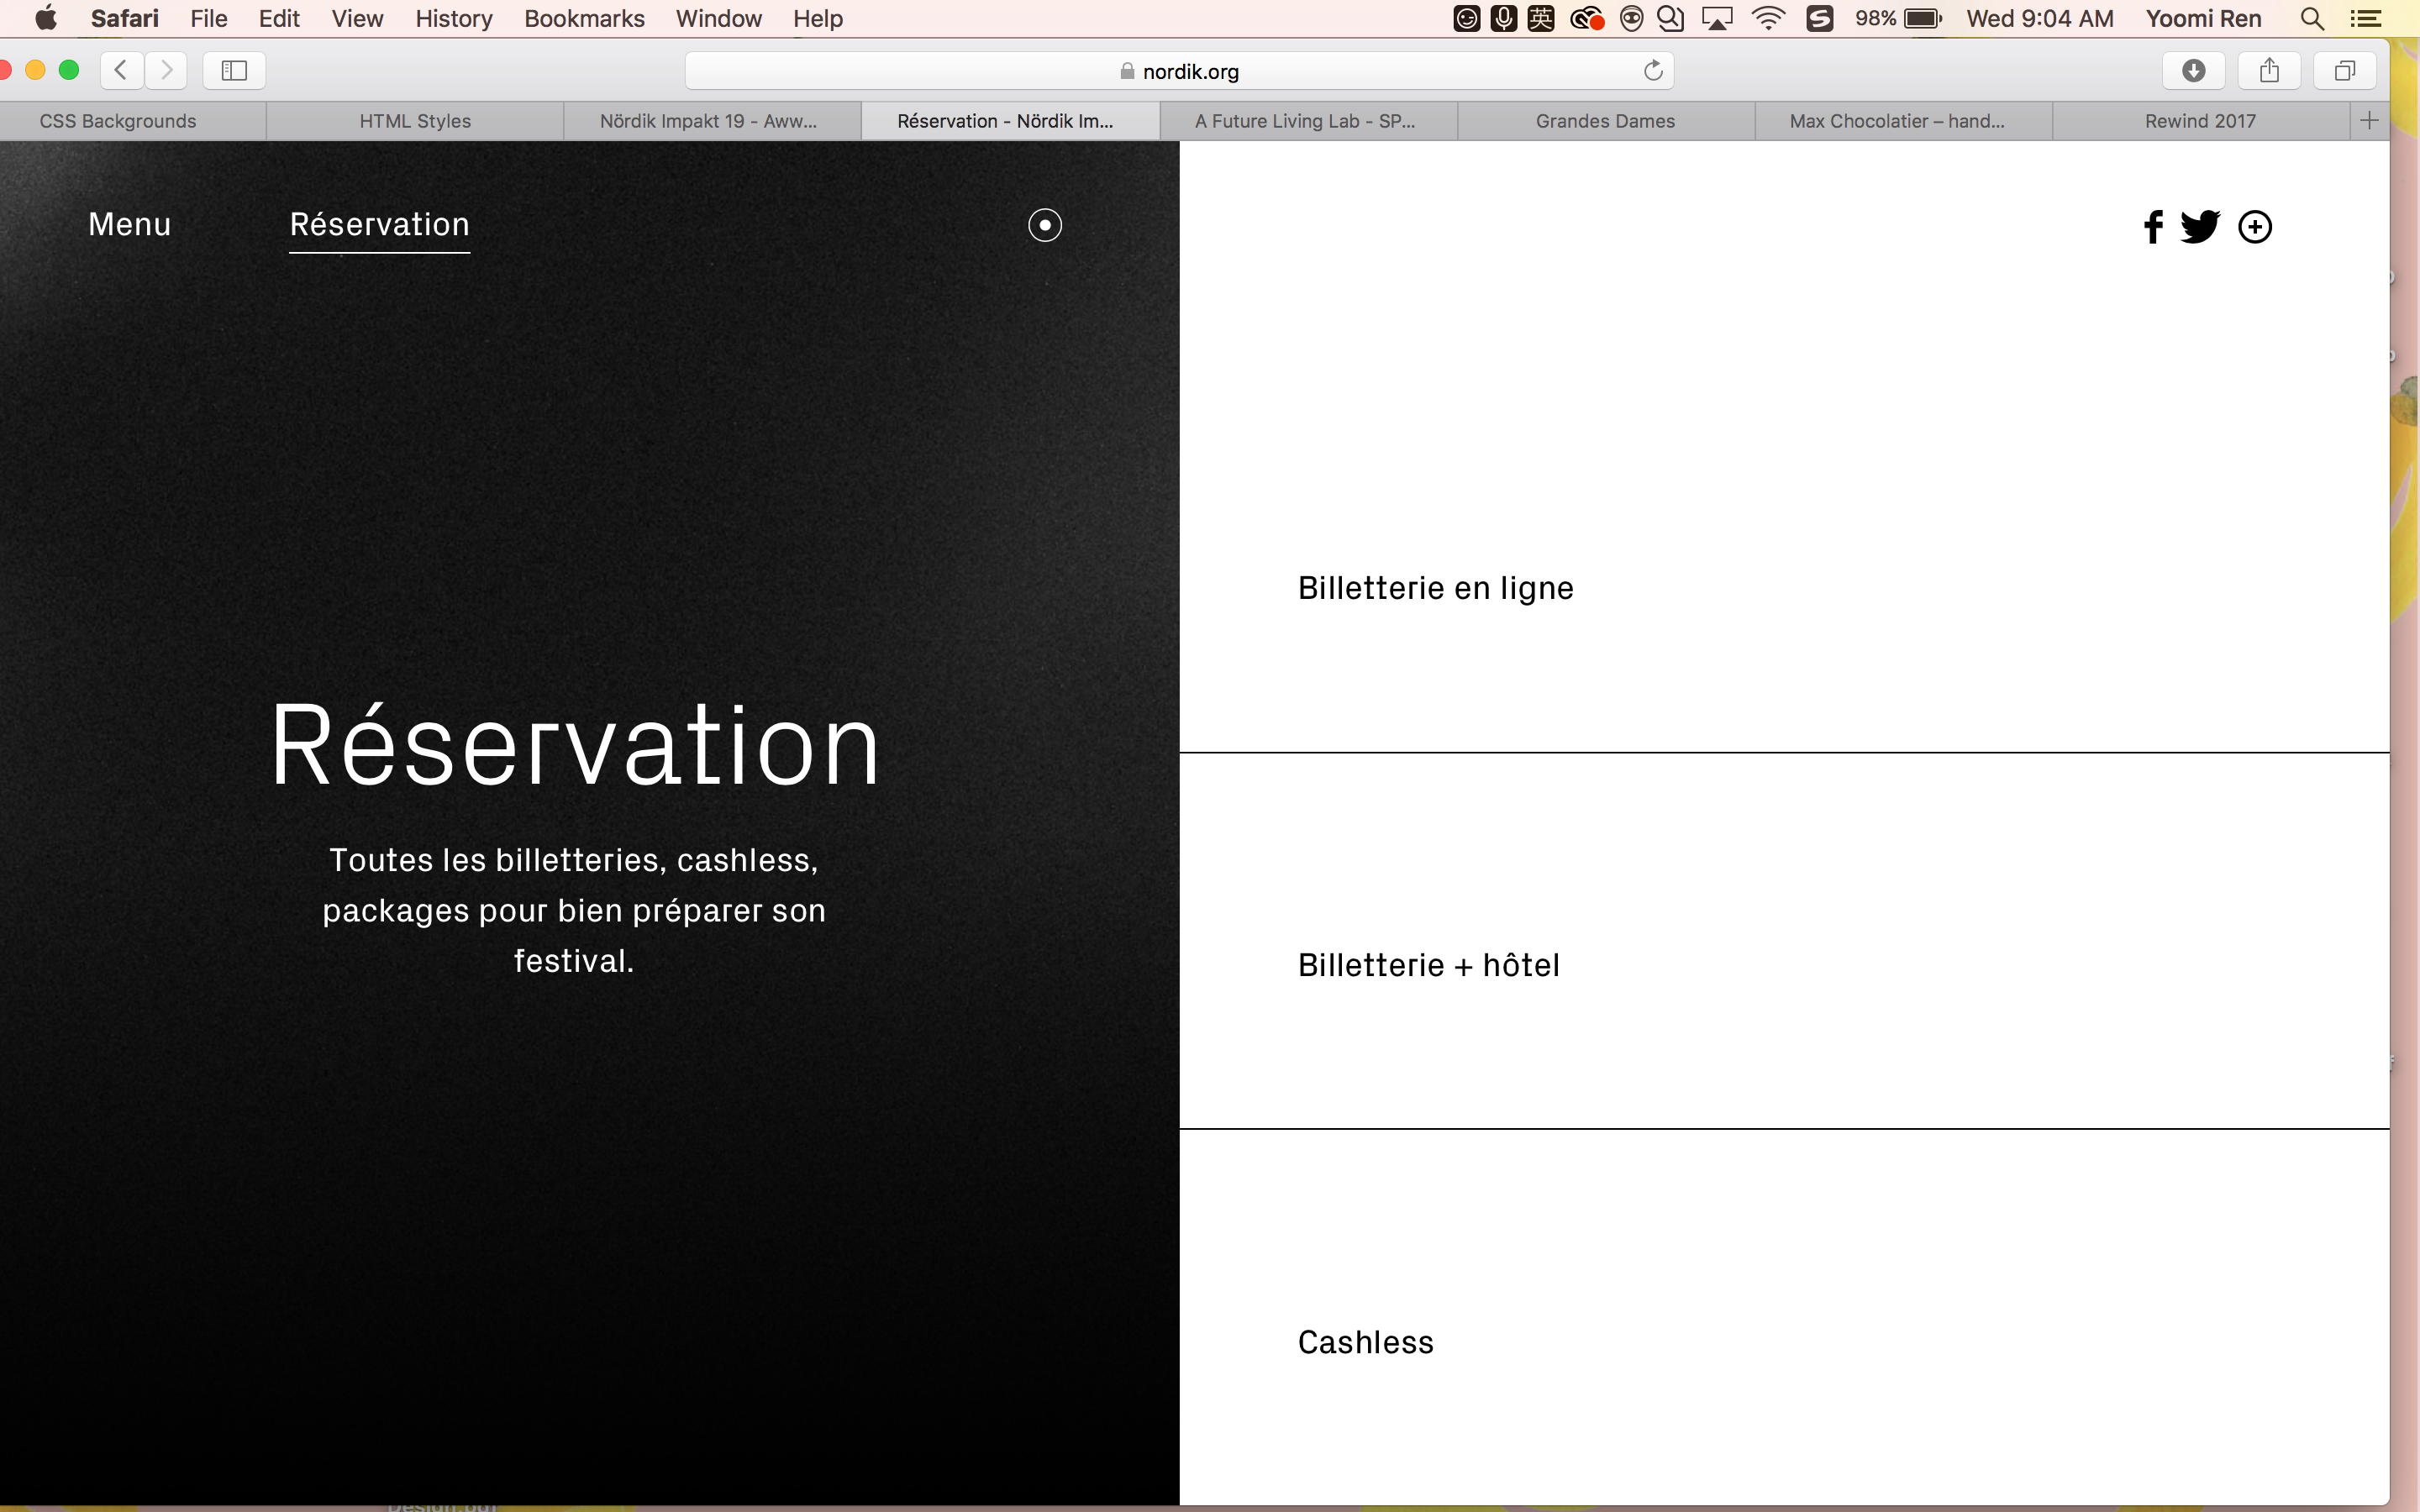 Safari File Edit View History Bookmarks Window Help 英 98% Wed 9:04 AM Yoomi Ren
nordik.org
CSS Backgrounds HTML Styles Nördik Impakt 19 - Aww... Réservation - Nördik Im... A Future Living Lab - SP... Grandes Dames Max Chocolatier – hand... Rewind 2017
Menu Réservation
Billetterie en ligne
Réservation
Toutes les billetteries, cashless,
packages pour bien préparer son
festival.
Billetterie + hôtel
Cashless